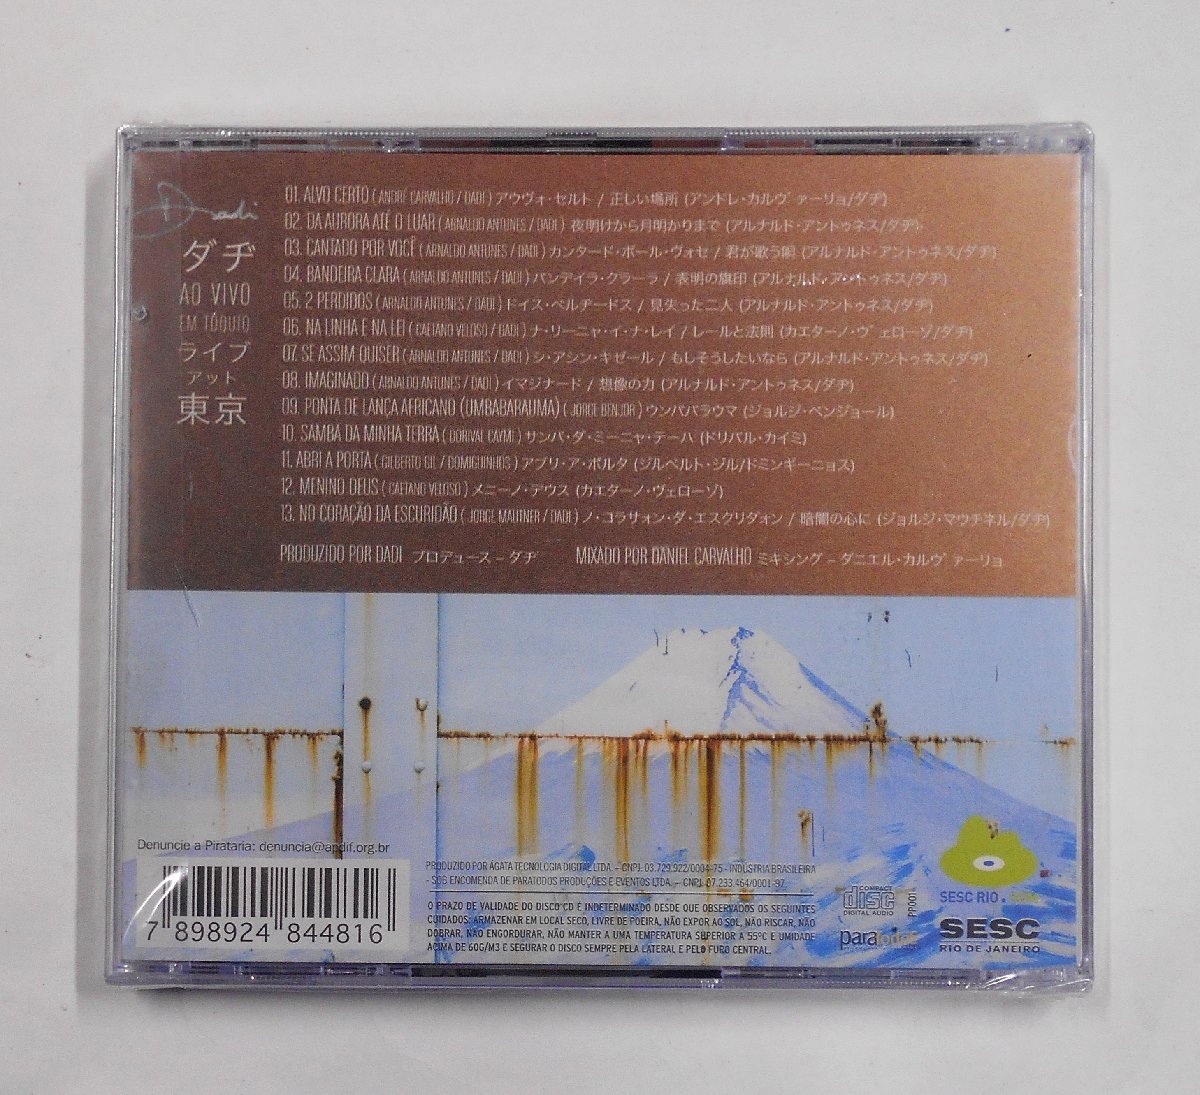 Dadi
ダヂ
AO VIVO
EM TÓQUIO
ライブ
アット
東京
01. ALVO CERTO ( ANDRÉ CARVALHO / DADI ) アウヴォ・セルト / 正しい場所 (アンドレ・カルヴァーリョ/ダヂ)
02. DA AURORA ATÉ O LUAR ( ARNALDO ANTUNES / DADI ) 夜明けから月明かりまで (アルナルド・アントゥネス/ダヂ)
03. CANTADO POR VOCÊ ( ARNALDO ANTUNES / DADI ) カンタード・ポール・ヴォセ / 君が歌う唄 (アルナルド・アントゥネス/ダヂ)
04. BANDEIRA CLARA ( ARNALDO ANTUNES / DADI ) バンデイラ・クラーラ / 表明の旗印 (アルナルド・アントゥネス/ダヂ)
05. 2 PERDIDOS ( ARNALDO ANTUNES / DADI ) ドイス・ペルヂードス / 見失った二人 (アルナルド・アントゥネス/ダヂ)
06. NA LINHA E NA LEI ( CAETANO VELOSO / DADI ) ナ・リーニャ・イ・ナ・レイ / レールと法則 (カエターノ・ヴェローゾ/ダヂ)
07. SE ASSIM QUISER ( ARNALDO ANTUNES / DADI ) シ・アシン・キゼール / もしそうしたいなら (アルナルド・アントゥネス/ダヂ)
08. IMAGINADO ( ARNALDO ANTUNES / DADI ) イマジナード / 想像の力 (アルナルド・アントゥネス/ダヂ)
09. PONTA DE LANÇA AFRICANO (UMBABARAUMA) ( JORGE BENJOR ) ウンババラウマ (ジョルジ・ベンジョール)
10. SAMBA DA MINHA TERRA ( DORIVAL CAYMI ) サンバ・ダ・ミーニャ・テーハ (ドリバル・カイミ)
11. ABRI A PORTA ( GILBERTO GIL / DOMIGUINHOS ) アブリ・ア・ポルタ (ジルベルト・ジル/ドミンギーニョス)
12. MENINO DEUS ( CAETANO VELOSO ) メニーノ・デウス (カエターノ・ヴェローゾ)
13. NO CORAÇÃO DA ESCURIDÃO ( JORGE MAUTNER / DADI ) ノ・コラサォン・ダ・エスクリダォン / 暗闇の心に (ジョルジ・マウチネル/ダヂ)
PRODUZIDO POR DADI プロデュース – ダヂ MIXADO POR DANIEL CARVALHO ミキシング – ダニエル・カルヴァーリョ
Denuncie a Pirataria: denuncia@apdif.org.br
7 898924 844816
PRODUZIDO POR ÁGATA TECNOLOGIA DIGITAL LTDA. – CNPJ. 03.729.922/0004-75 - INDÚSTRIA BRASILEIRA
- SOB ENCOMENDA DE PARATODOS PRODUÇÕES E EVENTOS LTDA. – CNPJ. 07.233.464/0001-97.
O PRAZO DE VALIDADE DO DISCO CD É INDETERMINADO DESDE QUE OBSERVADOS OS SEGUINTES
CUIDADOS: ARMAZENAR EM LOCAL SECO, LIVRE DE POEIRA, NÃO EXPOR AO SOL, NÃO RISCAR, NÃO
DOBRAR, NÃO ENGORDURAR, NÃO MANTER A UMA TEMPERATURA SUPERIOR A 55°C E UMIDADE
ACIMA DE 60G/M3 E SEGURAR O DISCO SEMPRE PELA LATERAL E PELO FURO CENTRAL.
COMPACT
disc
DIGITAL AUDIO
PP001
paratodos
SESC RIO.
SESC
RIO DE JANEIRO